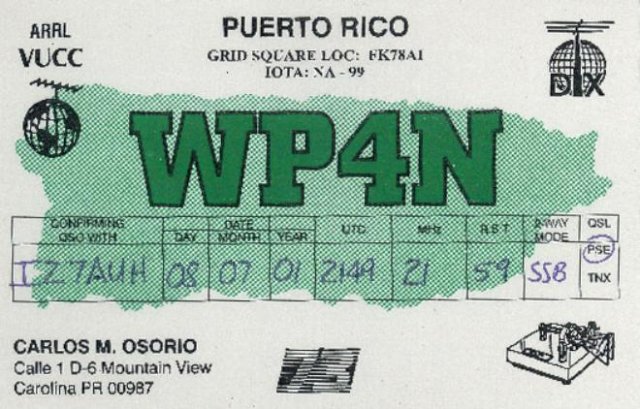 ARRL
VUCC
PUERTO RICO
GRID SQUARE LOC: FK78AI
IOTA: NA - 99
DX
WP4N
CONFIRMING QSO WITH DAY DATE MONTH YEAR UTC MHz R.S.T 2-WAY MODE QSL
IZ7AUH 08 07 01 2149 21 59 SSB PSE
TNX
CARLOS M. OSORIO
Calle 1 D-6 Mountain View
Carolina PR 00987
73